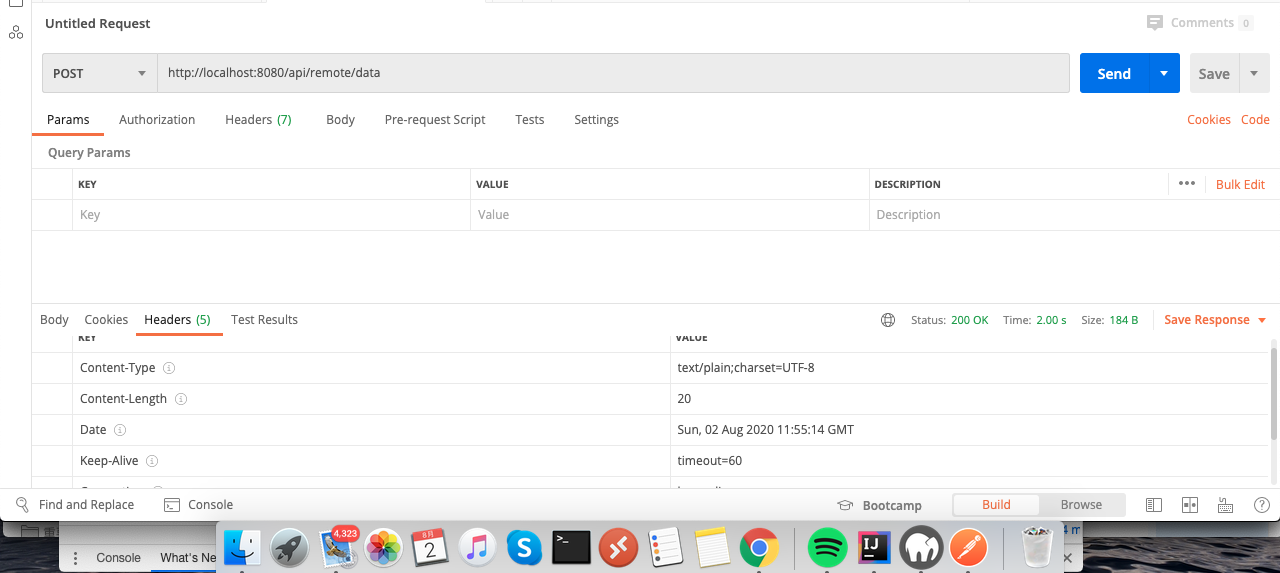 Untitled Request
Comments 0
POST
http://localhost:8080/api/remote/data
Send
Save
Params Authorization Headers (7) Body Pre-request Script Tests Settings Cookies Code
Query Params
KEY VALUE DESCRIPTION ••• Bulk Edit
Key Value Description
Body Cookies Headers (5) Test Results Status: 200 OK Time: 2.00 s Size: 184 B Save Response
KEY VALUE
Content-Type text/plain;charset=UTF-8
Content-Length 20
Date Sun, 02 Aug 2020 11:55:14 GMT
Keep-Alive timeout=60
Find and Replace Console Bootcamp Build Browse
4,323
8月
2
Console What's Ne